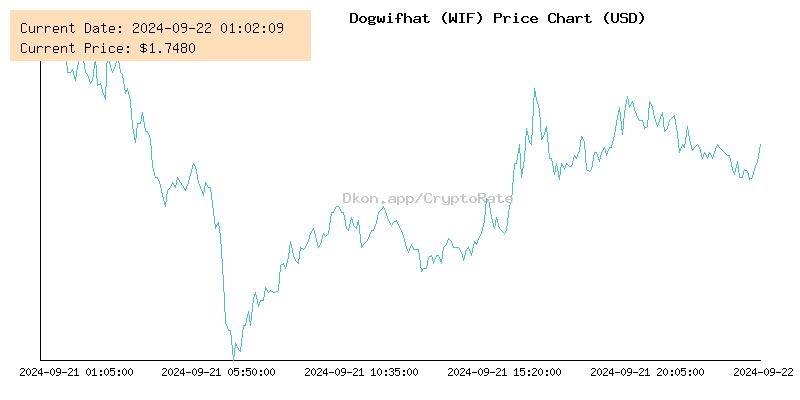 Dogwifhat (WIF) Price Chart (USD)
Current Date: 2024-09-22 01:02:09
Current Price: $1.7480
Dkon.app/CryptoRate
2024-09-21 01:05:00 2024-09-21 05:50:00 2024-09-21 10:35:00 2024-09-21 15:20:00 2024-09-21 20:05:00 2024-09-22